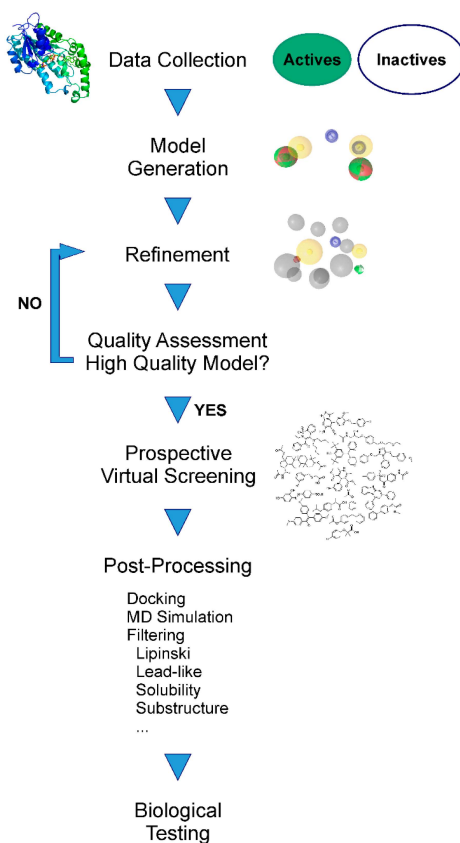 Data Collection
Actives
Inactives
Model
Generation
Refinement
NO
Quality Assessment
High Quality Model?
YES
Prospective
Virtual Screening
Post-Processing
Docking
MD Simulation
Filtering
Lipinski
Lead-like
Solubility
Substructure
...
Biological
Testing